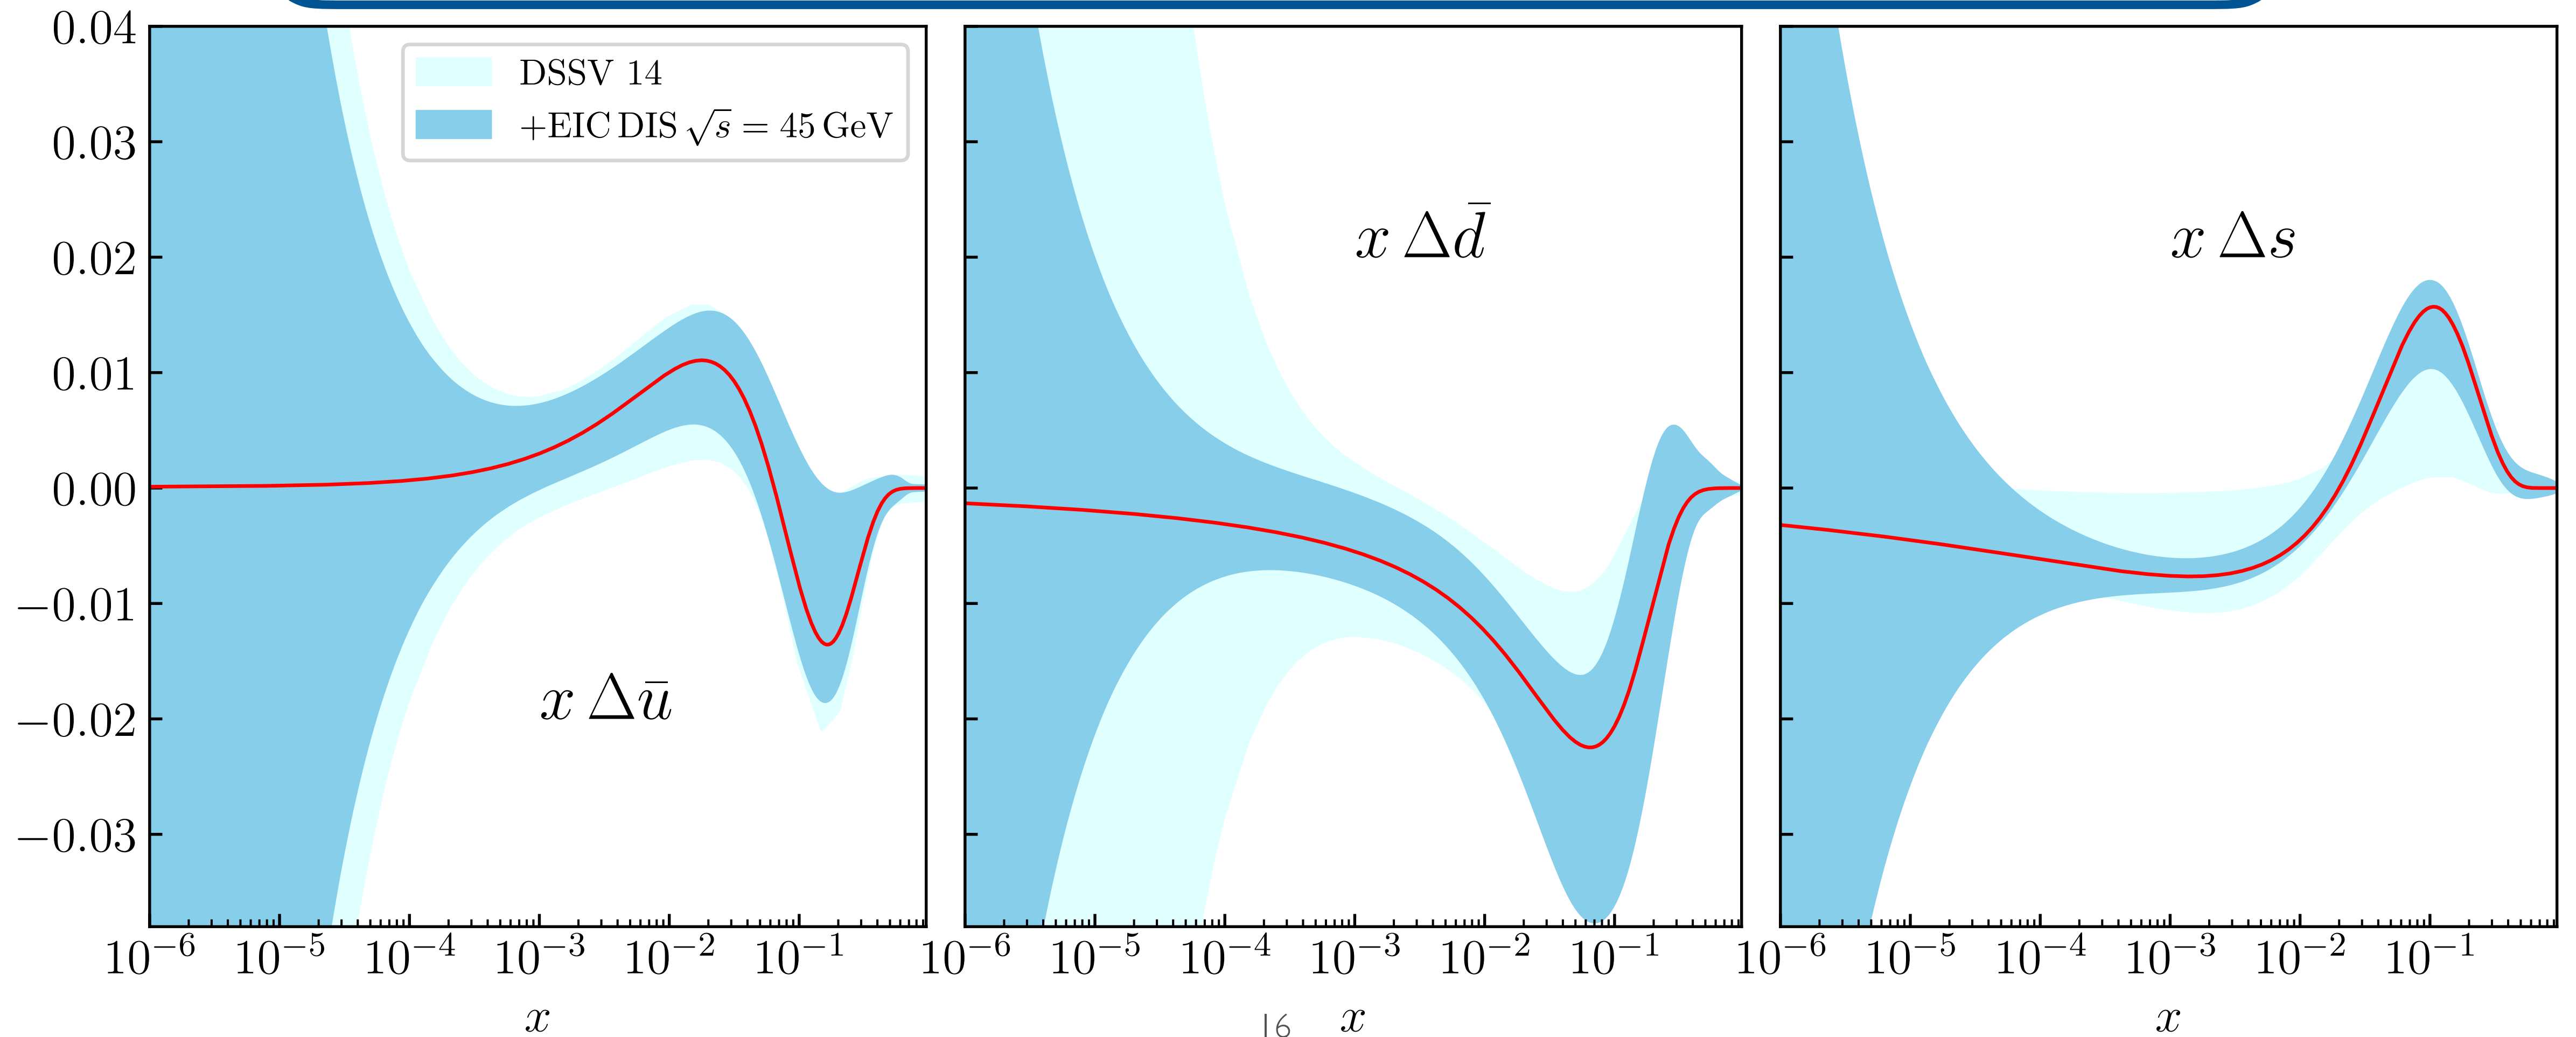 0.04
0.03
0.02
0.01
0.00
−0.01
−0.02
−0.03
DSSV 14
+EIC DIS √s = 45 GeV
x Δū
x Δd̄
x Δs
10⁻⁶ 10⁻⁵ 10⁻⁴ 10⁻³ 10⁻² 10⁻¹ 10⁻⁶ 10⁻⁵ 10⁻⁴ 10⁻³ 10⁻² 10⁻¹ 10⁻⁶ 10⁻⁵ 10⁻⁴ 10⁻³ 10⁻² 10⁻¹
x 16 x x